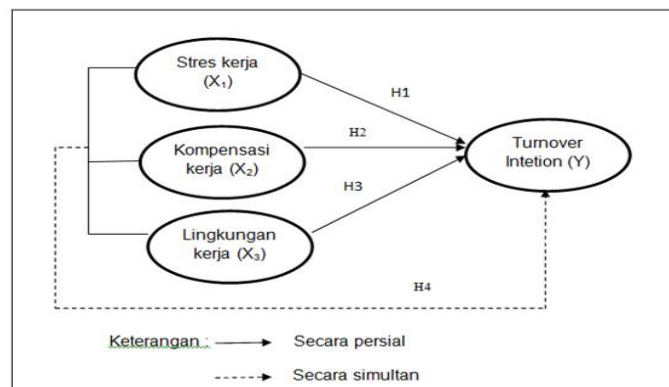 Stres kerja
(X₁)
H1
H2
Kompensasi
kerja (X₂)
Turnover
Intetion (Y)
H3
Lingkungan
kerja (X₃)
H4
Keterangan : Secara persial
Secara simultan